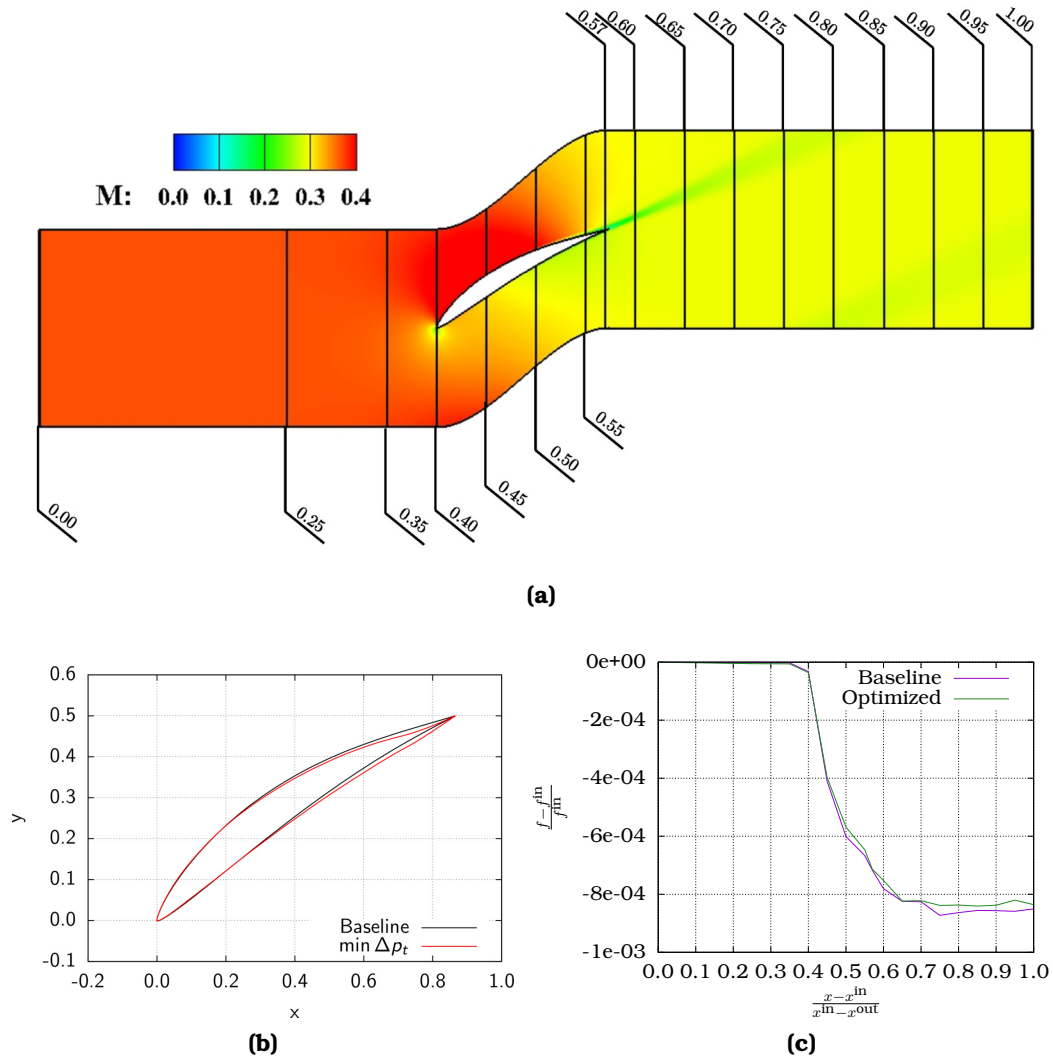 0.57 0.60 0.65 0.70 0.75 0.80 0.85 0.90 0.95 1.00
M: 0.0 0.1 0.2 0.3 0.4
0.00 0.25 0.35 0.40 0.45 0.50 0.55
(a)
0.6
0.5
0.4
0.3
0.2
0.1
0.0
-0.1
y
Baseline
min Δp_t
-0.2 0.0 0.2 0.4 0.6 0.8 1.0
x
(b)
0e+00
-2e-04
-4e-04
-6e-04
-8e-04
-1e-03
f−f^in
f^in
Baseline
Optimized
0.0 0.1 0.2 0.3 0.4 0.5 0.6 0.7 0.8 0.9 1.0
x−x^in
x^in−x^out
(c)